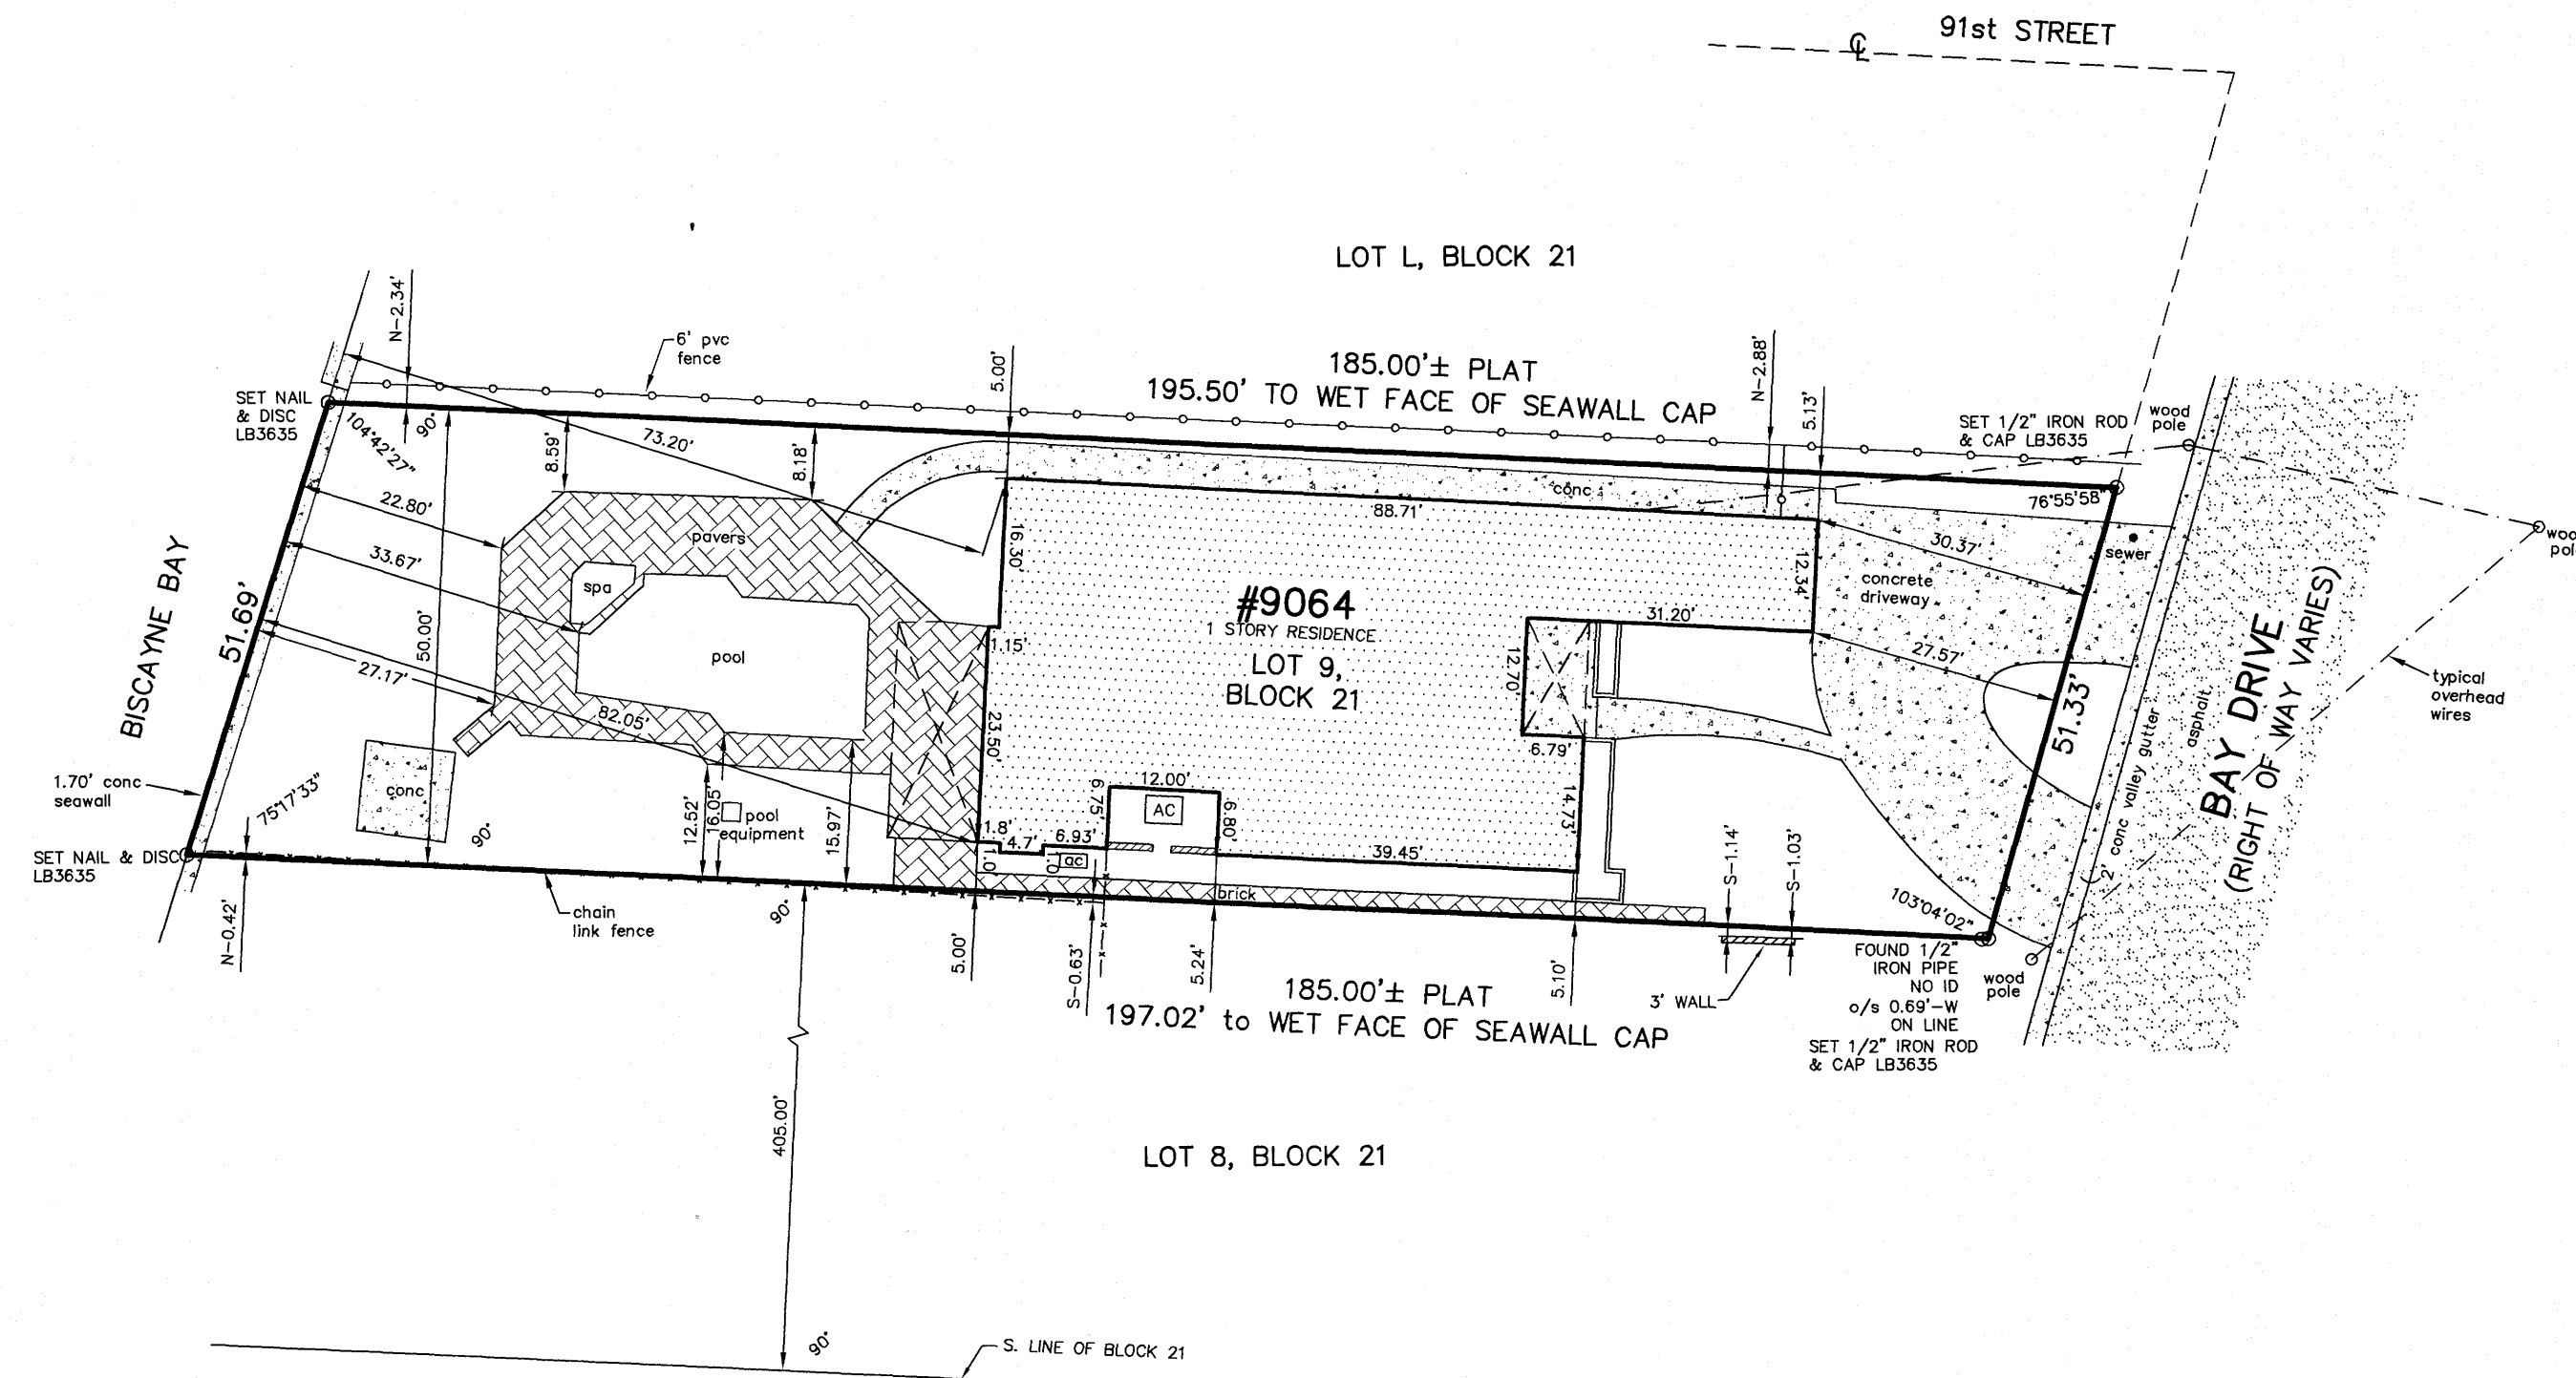 91st STREET
℄
LOT L, BLOCK 21
N-2.34'
6' pvc
fence
5.00'
185.00'± PLAT
195.50' TO WET FACE OF SEAWALL CAP
N-2.88'
5.13'
SET NAIL
& DISC
LB3635
104°42'27"
90°
8.59'
73.20'
8.18'
SET 1/2" IRON ROD
& CAP LB3635
wood
pole
76°55'58"
conc
88.71'
22.80'
33.67'
50.00'
27.17'
51.69'
BISCAYNE BAY
pavers
spa
pool
16.30'
1.15'
23.50'
82.05'
#9064
1 STORY RESIDENCE
LOT 9,
BLOCK 21
12.34'
31.20'
12.70'
6.79'
30.37'
concrete
driveway
27.57'
sewer
51.33'
2' conc valley gutter
asphalt
BAY DRIVE
(RIGHT OF WAY VARIES)
typical
overhead
wires
1.70' conc
seawall
75°17'33"
conc
90°
12.52'
16.05'
pool
equipment
15.97'
1.8'
4.7'
6.93'
1.0'
1.0'
ac
6.75'
12.00'
AC
6.80'
39.45'
14.73'
brick
S-1.14'
S-1.03'
103°04'02"
SET NAIL & DISC
LB3635
N-0.42'
chain
link fence
90°
5.00'
S-0.63'
5.24'
5.10'
185.00'± PLAT
197.02' to WET FACE OF SEAWALL CAP
3' WALL
FOUND 1/2"
IRON PIPE
NO ID
o/s 0.69'-W
ON LINE
SET 1/2" IRON ROD
& CAP LB3635
wood
pole
405.00'
LOT 8, BLOCK 21
90°
S. LINE OF BLOCK 21